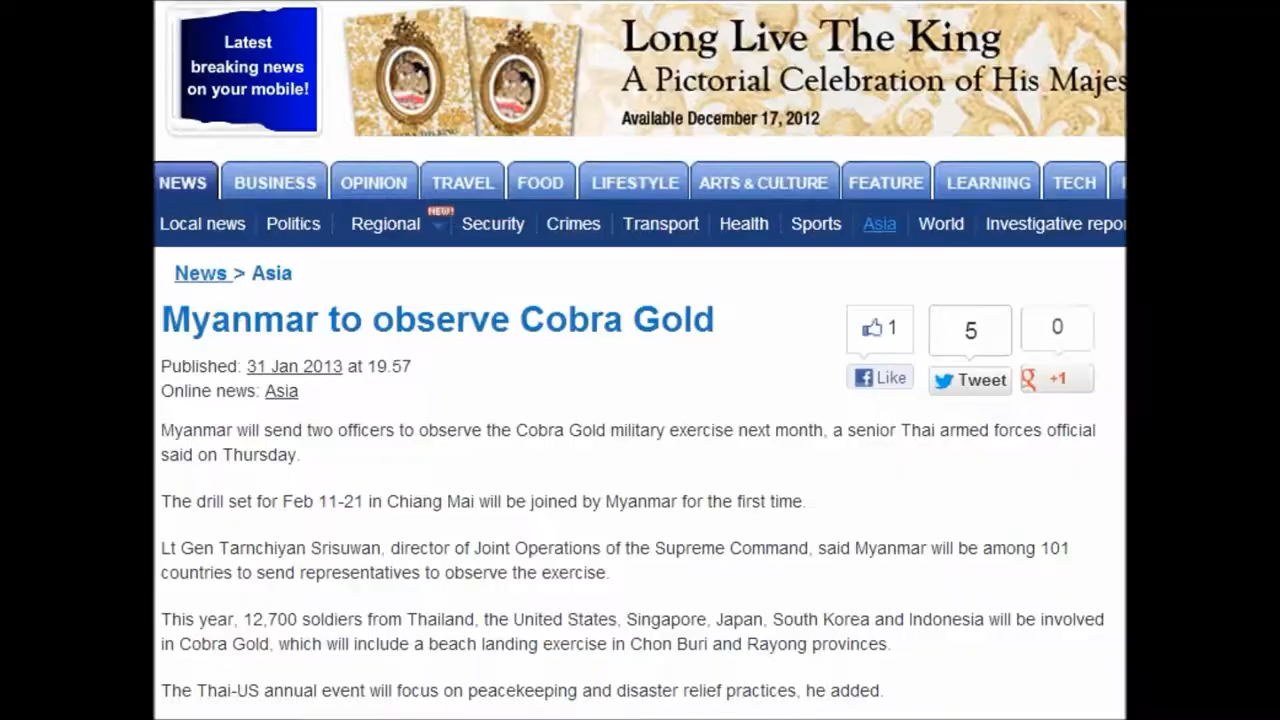 Latest
breaking news
on your mobile!
Long Live The King
A Pictorial Celebration of His Majes
Available December 17, 2012
NEWS BUSINESS OPINION TRAVEL FOOD LIFESTYLE ARTS & CULTURE FEATURE LEARNING TECH
NEW!
Local news Politics Regional Security Crimes Transport Health Sports Asia World Investigative repor
News > Asia
Myanmar to observe Cobra Gold
1 5 0
Like Tweet +1
Published: 31 Jan 2013 at 19.57
Online news: Asia
Myanmar will send two officers to observe the Cobra Gold military exercise next month, a senior Thai armed forces official
said on Thursday.
The drill set for Feb 11-21 in Chiang Mai will be joined by Myanmar for the first time.
Lt Gen Tarnchiyan Srisuwan, director of Joint Operations of the Supreme Command, said Myanmar will be among 101
countries to send representatives to observe the exercise.
This year, 12,700 soldiers from Thailand, the United States, Singapore, Japan, South Korea and Indonesia will be involved
in Cobra Gold, which will include a beach landing exercise in Chon Buri and Rayong provinces.
The Thai-US annual event will focus on peacekeeping and disaster relief practices, he added.